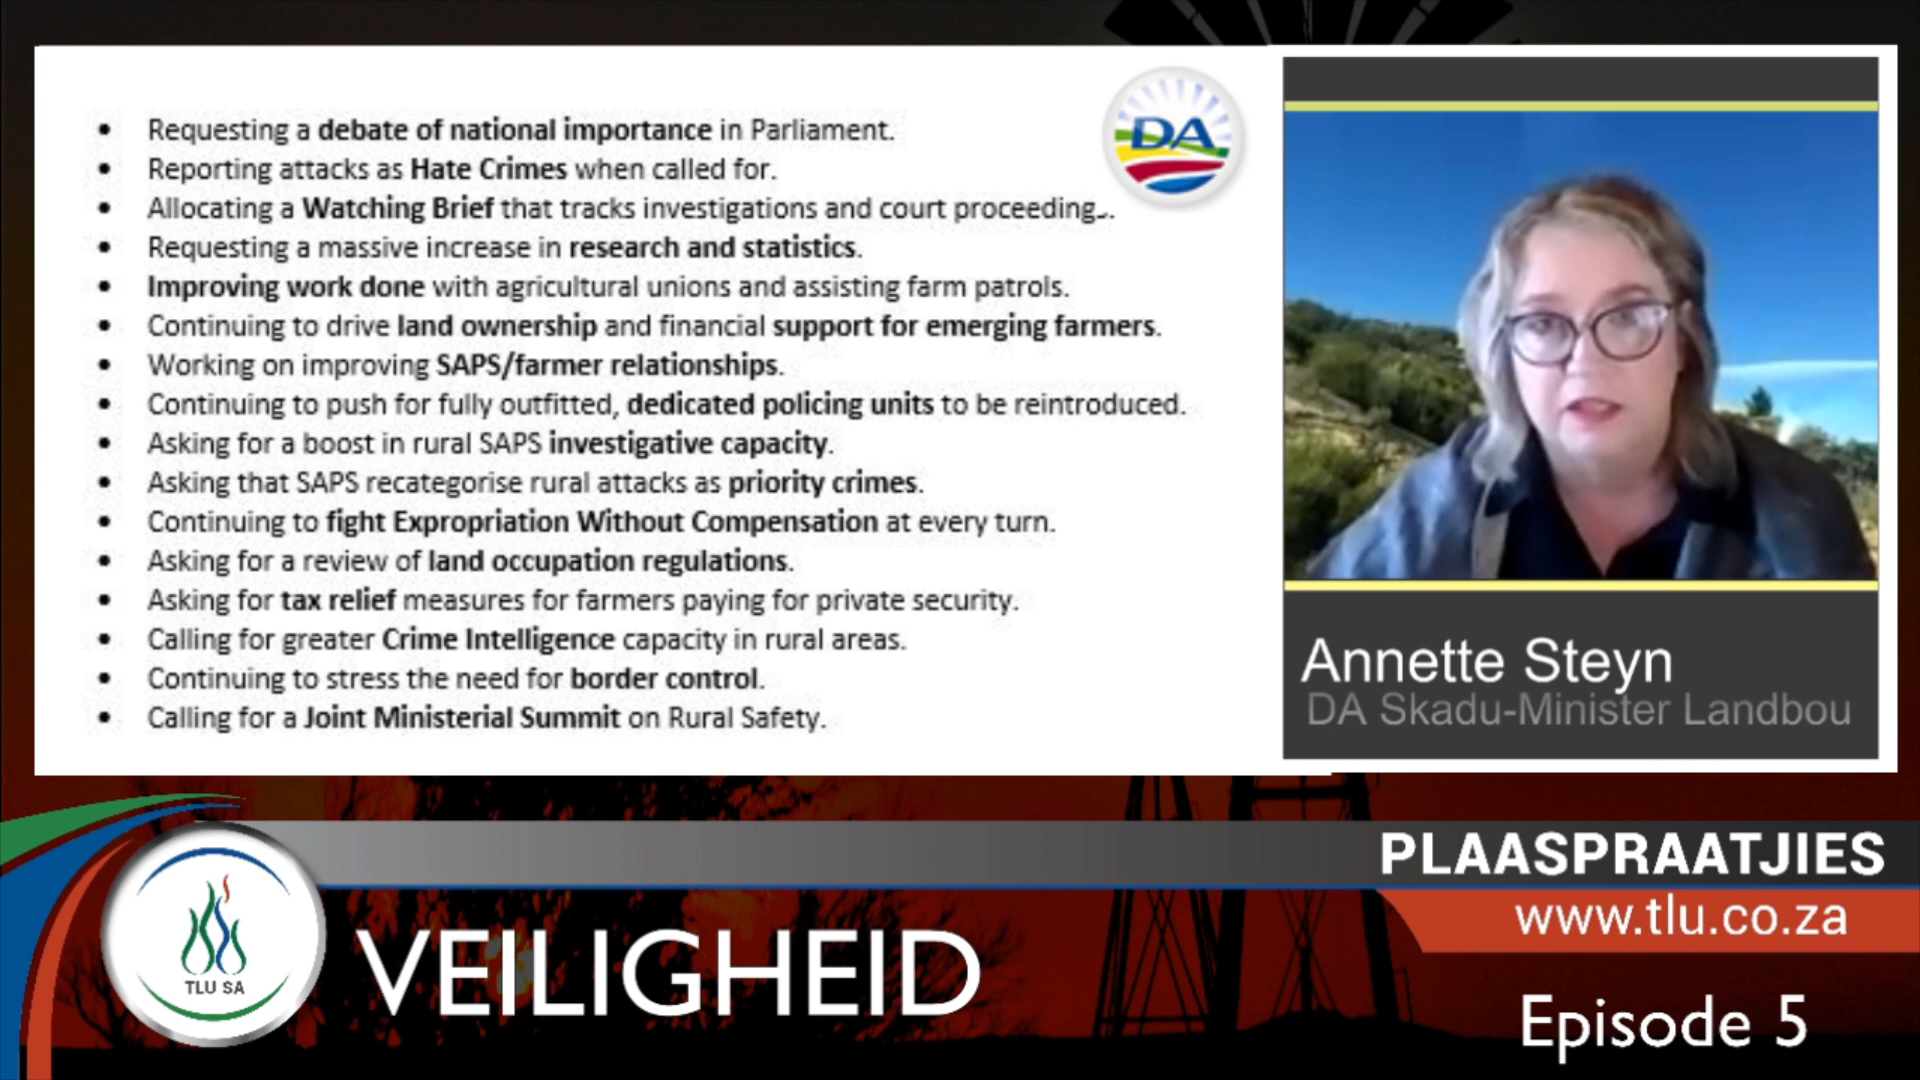 • Requesting a debate of national importance in Parliament.
• Reporting attacks as Hate Crimes when called for.
• Allocating a Watching Brief that tracks investigations and court proceedings.
• Requesting a massive increase in research and statistics.
• Improving work done with agricultural unions and assisting farm patrols.
• Continuing to drive land ownership and financial support for emerging farmers.
• Working on improving SAPS/farmer relationships.
• Continuing to push for fully outfitted, dedicated policing units to be reintroduced.
• Asking for a boost in rural SAPS investigative capacity.
• Asking that SAPS recategorise rural attacks as priority crimes.
• Continuing to fight Expropriation Without Compensation at every turn.
• Asking for a review of land occupation regulations.
• Asking for tax relief measures for farmers paying for private security.
• Calling for greater Crime Intelligence capacity in rural areas.
• Continuing to stress the need for border control.
• Calling for a Joint Ministerial Summit on Rural Safety.
DA
Annette Steyn
DA Skadu-Minister Landbou
PLAASPRAATJIES
www.tlu.co.za
TLU SA
VEILIGHEID
Episode 5